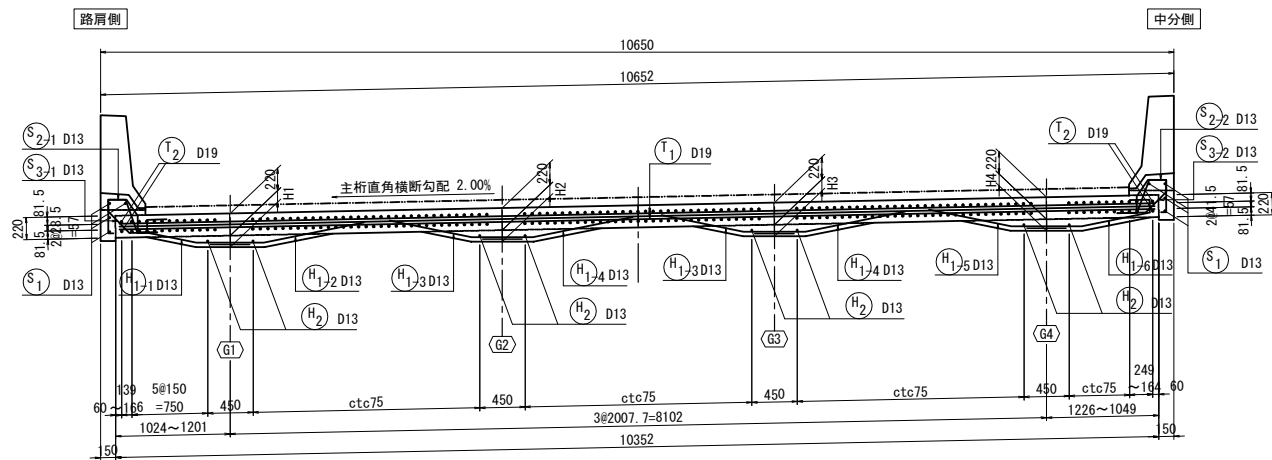 路肩側
中分側
10650
10652
S2-1 D13
S3-1 D13
T2 D19
220
H1
主桁直角横断勾配 2.00%
220
H2
T1 D19
220
H3
H4
220
T2 D19
S2-2 D13
S3-2 D13
220
81.5
2@28.5
=57
81.5
81.5
2@41.5
=97
81.5
220
S1 D13
H1-1 D13
H1-2 D13
H1-3 D13
H1-4 D13
H1-3 D13
H1-4 D13
H1-5 D13
H1-6 D13
S1 D13
H2 D13
H2 D13
H2 D13
H2 D13
G1
G2
G3
G4
139
5@150
249
60 ～166 =750
450
ctc75
450
ctc75
450
ctc75
450
ctc75
～164 60
1024～1201
3@2007.7=8102
1226～1049
150
10352
150